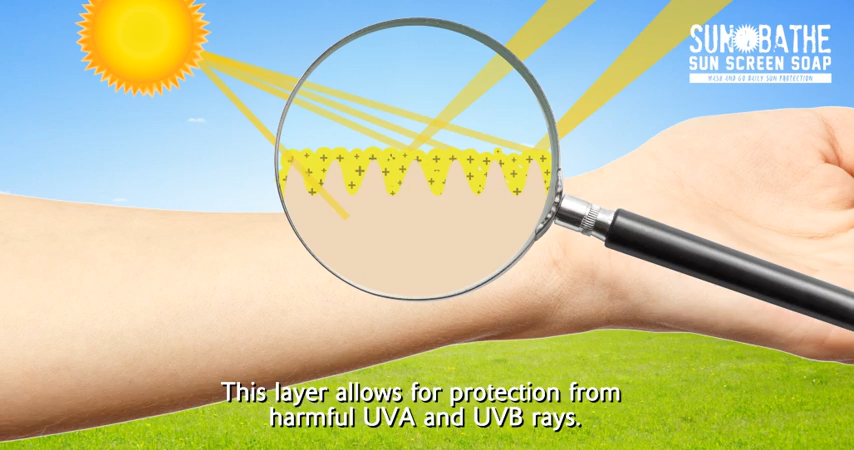 SUN BATHE
SUN SCREEN SOAP
WASH AND GO DAILY SUN PROTECTION
This layer allows for protection from
harmful UVA and UVB rays.